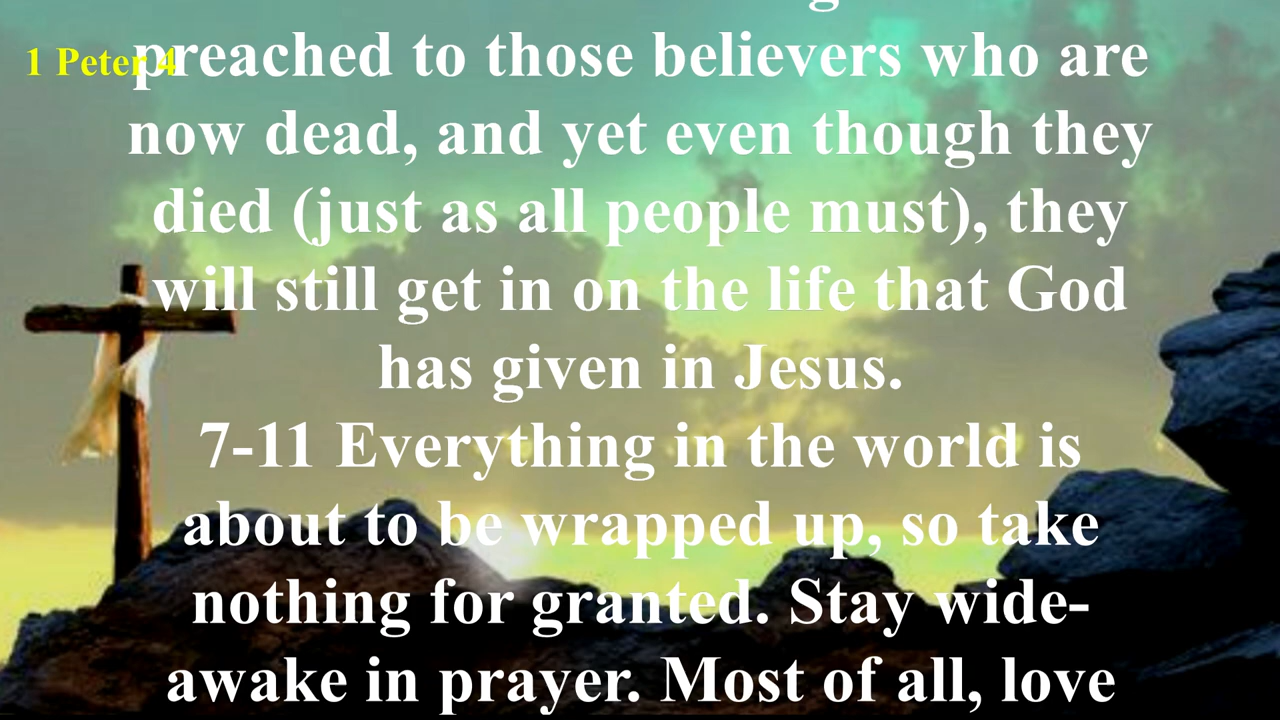 1 Peter 4
preached to those believers who are
now dead, and yet even though they
died (just as all people must), they
will still get in on the life that God
has given in Jesus.
7-11 Everything in the world is
about to be wrapped up, so take
nothing for granted. Stay wide-
awake in prayer. Most of all, love